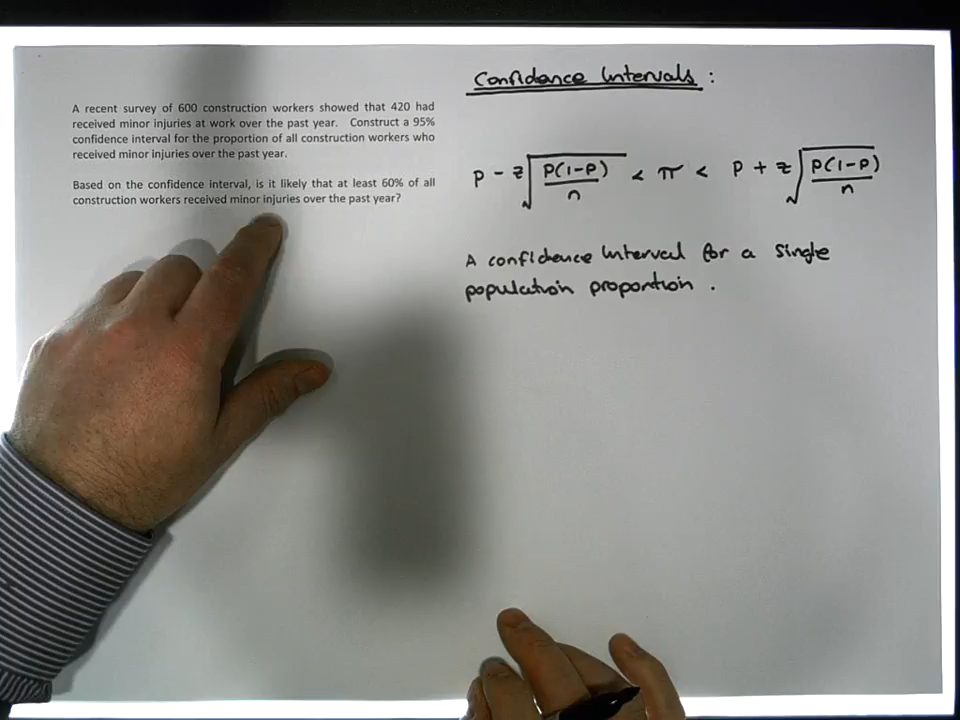 A recent survey of 600 construction workers showed that 420 had
received minor injuries at work over the past year. Construct a 95%
confidence interval for the proportion of all construction workers who
received minor injuries over the past year.
Based on the confidence interval, is it likely that at least 60% of all
construction workers received minor injuries over the past year?
Confidence Intervals :
p - z√(p(1-p)/n) < π < p + z√(p(1-p)/n)
A confidence interval for a single
population proportion .